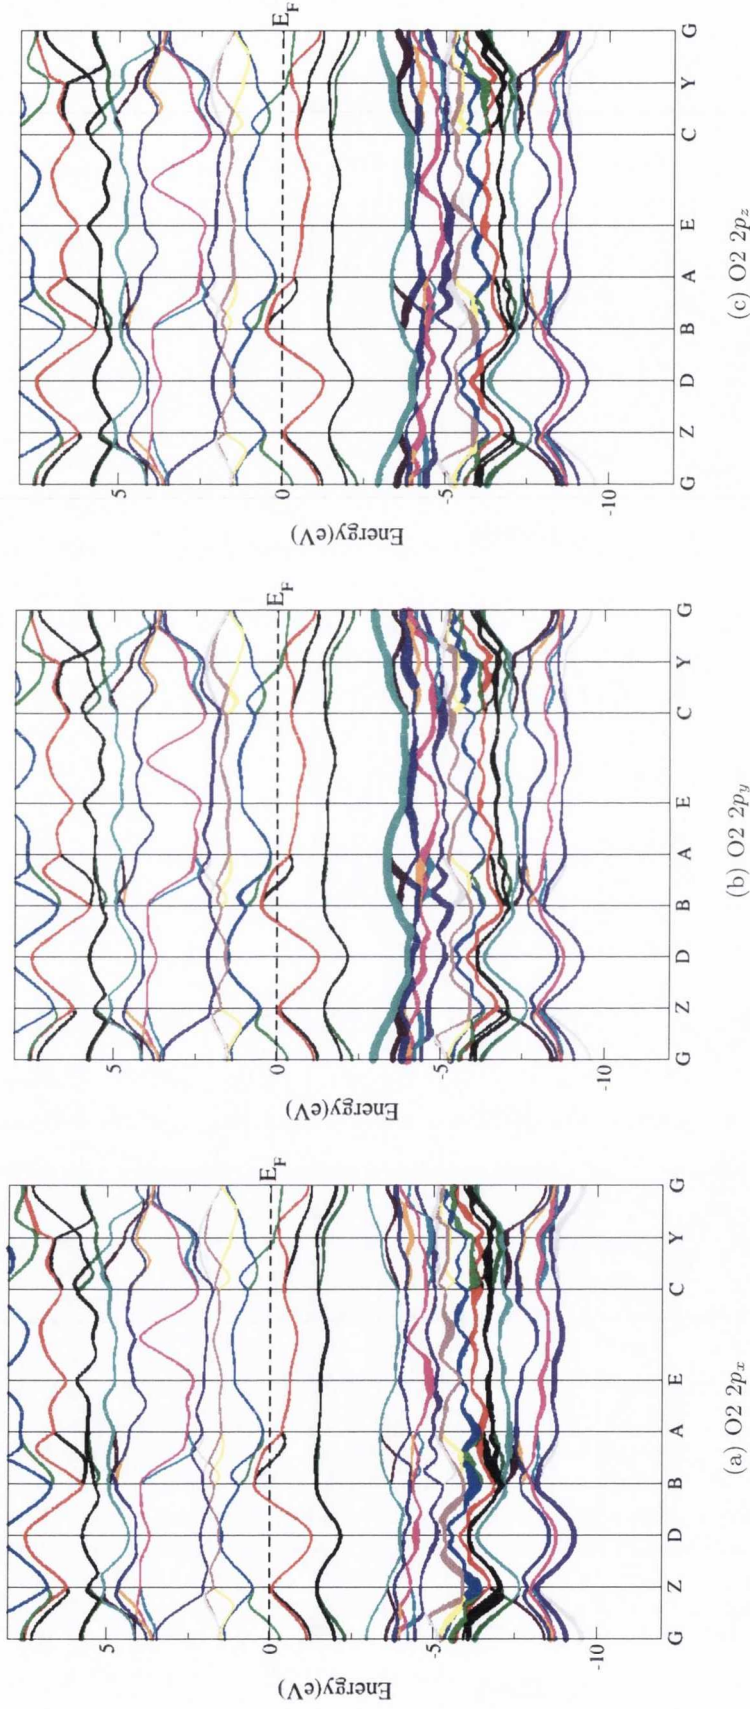 Energy(eV)
5
0
-5
-10
E_F
G Z D B A E C Y G
(a) O2 2p_x
Energy(eV)
5
0
-5
-10
E_F
G Z D B A E C Y G
(b) O2 2p_y
Energy(eV)
5
0
-5
-10
E_F
G Z D B A E C Y G
(c) O2 2p_z